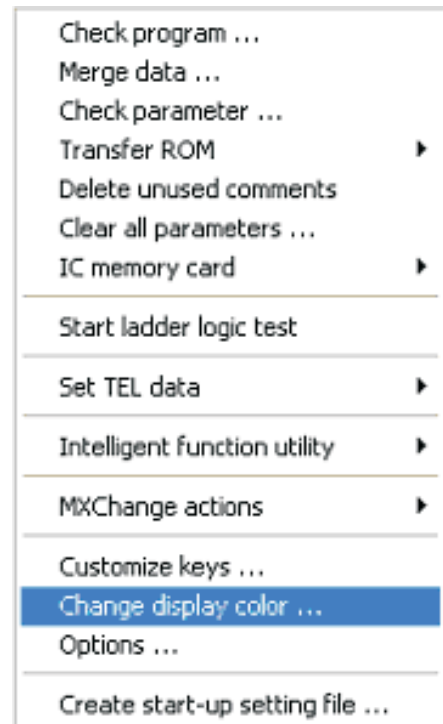 Check program ...
Merge data ...
Check parameter ...
Transfer ROM
Delete unused comments
Clear all parameters ...
IC memory card
Start ladder logic test
Set TEL data
Intelligent function utility
MXChange actions
Customize keys ...
Change display color ...
Options ...
Create start-up setting file ...